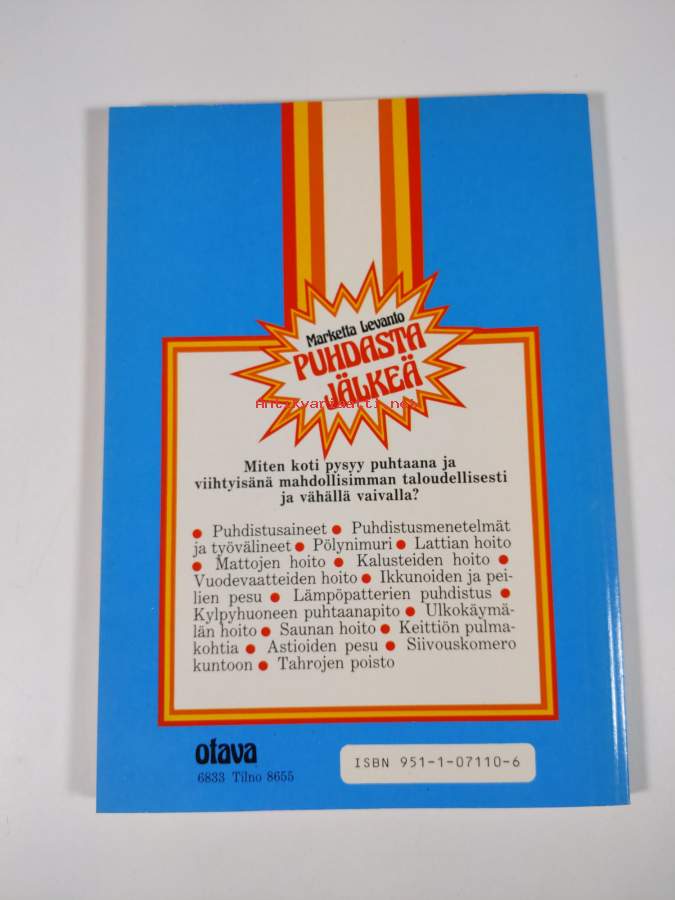 Marketta Levanto
PUHDASTA
JÄLKEÄ
Antikvariaatti.net
Miten koti pysyy puhtaana ja
viihtyisänä mahdollisimman taloudellisesti
ja vähällä vaivalla?
● Puhdistusaineet ● Puhdistusmenetelmät
ja työvälineet ● Pölynimuri ● Lattian hoito
● Mattojen hoito ● Kalusteiden hoito ●
Vuodevaatteiden hoito ● Ikkunoiden ja pei-
lien pesu ● Lämpöpatterien puhdistus ●
Kylpyhuoneen puhtaanapito ● Ulkokäymä-
län hoito ● Saunan hoito ● Keittiön pulma-
kohtia ● Astioiden pesu ● Siivouskomero
kuntoon ● Tahrojen poisto
otava
6833 Tilno 8655
ISBN 951-1-07110-6